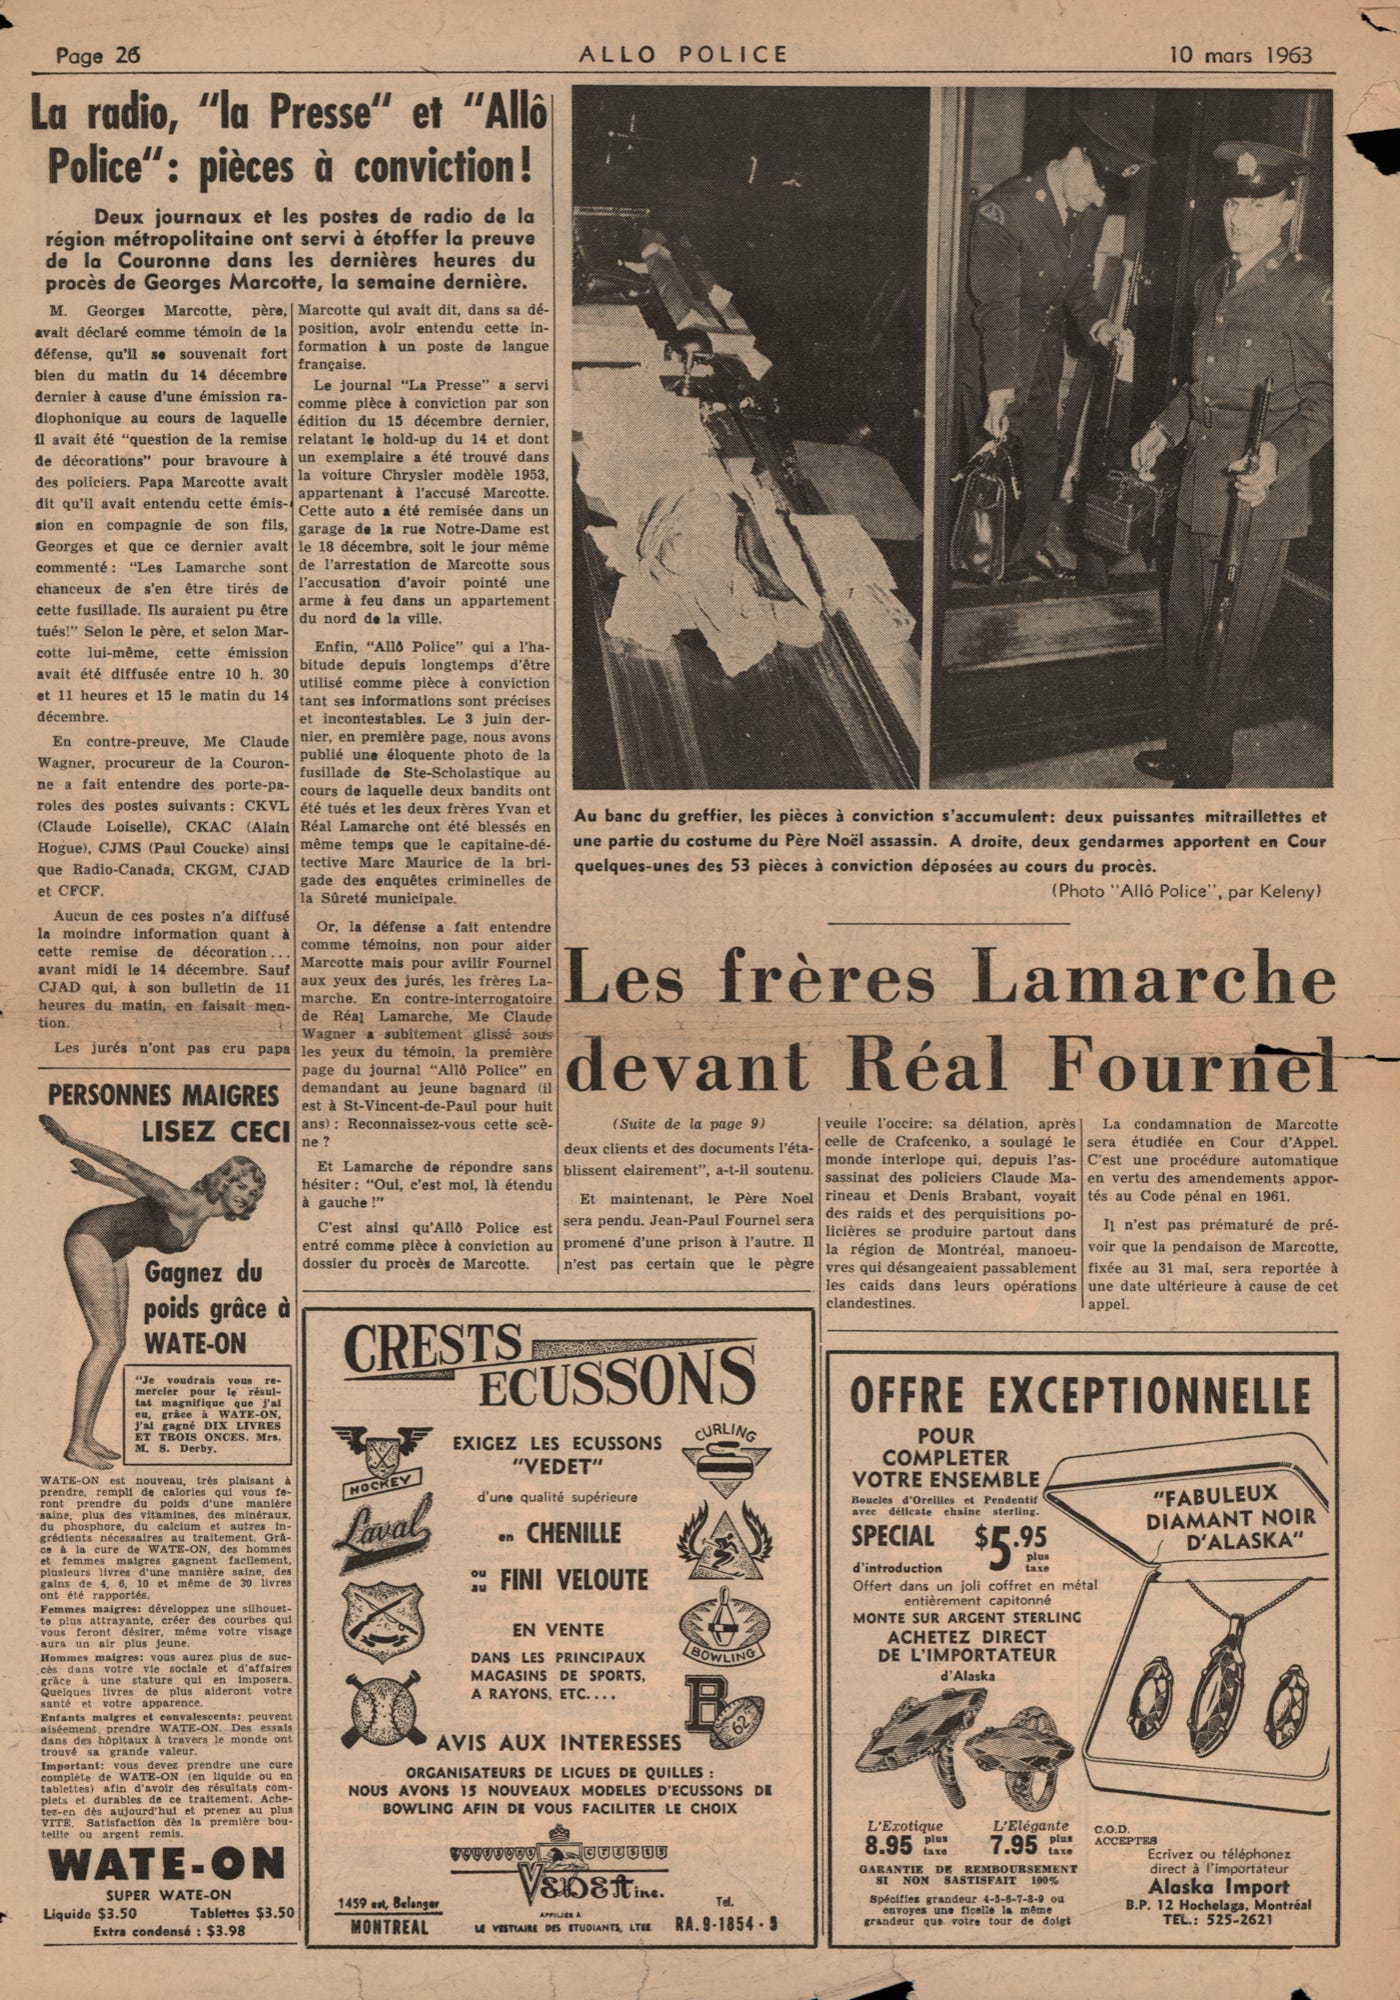 Page 26
ALLO POLICE
10 mars 1963
La radio, “la Presse“ et “Allô
Police“ : pièces à conviction !
Deux journaux et les postes de radio de la
région métropolitaine ont servi à étoffer la preuve
de la Couronne dans les dernières heures du
procès de Georges Marcotte, la semaine dernière.
M. Georges Marcotte, père,
avait déclaré comme témoin de la
défense, qu'il se souvenait fort
bien du matin du 14 décembre
dernier à cause d'une émission ra-
diophonique au cours de laquelle
il avait été “question de la remise
de décorations” pour bravoure à
des policiers. Papa Marcotte avait
dit qu'il avait entendu cette émis-
sion en compagnie de son fils,
Georges et que ce dernier avait
commenté : “Les Lamarche sont
chanceux de s'en être tirés de
cette fusillade. Ils auraient pu être
tués!” Selon le père, et selon Mar-
cotte lui-même, cette émission
avait été diffusée entre 10 h. 30
et 11 heures et 15 le matin du 14
décembre.
En contre-preuve, Me Claude
Wagner, procureur de la Couron-
ne a fait entendre des porte-pa-
roles des postes suivants : CKVL
(Claude Loiselle), CKAC (Alain
Hogue), CJMS (Paul Coucke) ainsi
que Radio-Canada, CKGM, CJAD
et CFCF.
Aucun de ces postes n'a diffusé
la moindre information quant à
cette remise de décoration...
avant midi le 14 décembre. Sauf
CJAD qui, à son bulletin de 11
heures du matin, en faisait men-
tion.
Les jurés n'ont pas cru papa
Marcotte qui avait dit, dans sa dé-
position, avoir entendu cette in-
formation à un poste de langue
française.
Le journal “La Presse” a servi
comme pièce à conviction par son
édition du 15 décembre dernier,
relatant le hold-up du 14 et dont
un exemplaire a été trouvé dans
la voiture Chrysler modèle 1953,
appartenant à l'accusé Marcotte.
Cette auto a été remisée dans un
garage de la rue Notre-Dame est
le 18 décembre, soit le jour même
de l'arrestation de Marcotte sous
l'accusation d'avoir pointé une
arme à feu dans un appartement
du nord de la ville.
Enfin, “Allô Police” qui a l'ha-
bitude depuis longtemps d'être
utilisé comme pièce à conviction
tant ses informations sont précises
et incontestables. Le 3 juin der-
nier, en première page, nous avons
publié une éloquente photo de la
fusillade de Ste-Scholastique au
cours de laquelle deux bandits ont
été tués et les deux frères Yvan et
Réal Lamarche ont été blessés en
même temps que le capitaine-dé-
tective Marc Maurice de la bri-
gade des enquêtes criminelles de
la Sûreté municipale.
Or, la défense a fait entendre
comme témoins, non pour aider
Marcotte mais pour avilir Fournel
aux yeux des jurés, les frères La-
marche. En contre-interrogatoire
de Réal Lamarche, Me Claude
Wagner a subitement glissé sous
les yeux du témoin, la première
page du journal “Allô Police” en
demandant au jeune bagnard (il
est à St-Vincent-de-Paul pour huit
ans) : Reconnaissez-vous cette scè-
ne ?
Et Lamarche de répondre sans
hésiter : “Oui, c'est moi, là étendu
à gauche !”
C'est ainsi qu'Allô Police est
entré comme pièce à conviction au
dossier du procès de Marcotte.
Au banc du greffier, les pièces à conviction s'accumulent: deux puissantes mitraillettes et
une partie du costume du Père Noël assassin. A droite, deux gendarmes apportent en Cour
quelques-unes des 53 pièces à conviction déposées au cours du procès.
(Photo “Allô Police”, par Keleny)
Les frères Lamarche
devant Réal Fournel
(Suite de la page 9)
deux clients et des documents l'éta-
blissent clairement”, a-t-il soutenu.
Et maintenant, le Père Noel
sera pendu. Jean-Paul Fournel sera
promené d'une prison à l'autre. Il
n'est pas certain que le pègre
veuile l'occire: sa délation, après
celle de Crafcenko, a soulagé le
monde interlope qui, depuis l'as-
sassinat des policiers Claude Ma-
rineau et Denis Brabant, voyait
des raids et des perquisitions po-
licières se produire partout dans
la région de Montréal, manoeu-
vres qui désangeaient passablement
les caids dans leurs opérations
clandestines.
La condamnation de Marcotte
sera étudiée en Cour d'Appel.
C'est une procédure automatique
en vertu des amendements appor-
tés au Code pénal en 1961.
Il n'est pas prématuré de pré-
voir que la pendaison de Marcotte,
fixée au 31 mai, sera reportée à
une date ultérieure à cause de cet
appel.
PERSONNES MAIGRES
LISEZ CECI
Gagnez du
poids grâce à
WATE-ON
“Je voudrais vous re-
mercier pour le résul-
tat magnifique que j'ai
eu, grâce à WATE-ON,
j'ai gagné DIX LIVRES
ET TROIS ONCES. Mrs.
M. S. Derby.
WATE-ON est nouveau, très plaisant à
prendre, rempli de calories qui vous fe-
ront prendre du poids d'une manière
saine, plus des vitamines, des minéraux,
du phosphore, du calcium et autres in-
grédients nécessaires au traitement. Grâ-
ce à la cure de WATE-ON, des hommes
et femmes maigres gagnent facilement,
plusieurs livres d'une manière saine, des
gains de 4, 6, 10 et même de 30 livres
ont été rapportés.
Femmes maigres: développez une silhouet-
te plus attrayante, créer des courbes qui
vous feront désirer, même votre visage
aura un air plus jeune.
Hommes maigres: vous aurez plus de suc-
cès dans votre vie sociale et d'affaires
grâce à une stature qui en imposera.
Quelques livres de plus aideront votre
santé et votre apparence.
Enfants maigres et convalescents: peuvent
aisément prendre WATE-ON. Des essais
dans des hôpitaux à travers le monde ont
trouvé sa grande valeur.
Important: vous devez prendre une cure
complète de WATE-ON (en liquide ou en
tablettes) afin d'avoir des résultats com-
plets et durables de ce traitement. Ache-
tez-en dès aujourd'hui et prenez au plus
VITE. Satisfaction dès la première bou-
teille ou argent remis.
WATE-ON
SUPER WATE-ON
Liquide $3.50 Tablettes $3.50
Extra condensé : $3.98
CRESTS
ECUSSONS
HOCKEY
Laval
CURLING
BOWLING
B
62
EXIGEZ LES ECUSSONS
“VEDET“
d'une qualité supérieure
en CHENILLE
ou
au FINI VELOUTE
EN VENTE
DANS LES PRINCIPAUX
MAGASINS DE SPORTS,
A RAYONS, ETC....
AVIS AUX INTERESSES
ORGANISATEURS DE LIGUES DE QUILLES :
NOUS AVONS 15 NOUVEAUX MODELES D'ECUSSONS DE
BOWLING AFIN DE VOUS FACILITER LE CHOIX
ECUSSONS CRESTS
VEDETT inc.
1459 est, Belanger
MONTREAL
AFFILIÉE À
LE VESTIAIRE DES ETUDIANTS, LTEE
Tel.
RA. 9-1854 - 5
OFFRE EXCEPTIONNELLE
POUR
COMPLETER
VOTRE ENSEMBLE
Boucles d'Oreilles et Pendentif
avec délicate chaîne sterling.
SPECIAL $5.95
d'introduction plus
taxe
Offert dans un joli coffret en métal
entièrement capitonné
MONTE SUR ARGENT STERLING
ACHETEZ DIRECT
DE L'IMPORTATEUR
d'Alaska
“FABULEUX
DIAMANT NOIR
D'ALASKA“
L'Exotique
8.95 plus
taxe
L'Elégante
7.95 plus
taxe
GARANTIE DE REMBOURSEMENT
SI NON SASTISFAIT 100%
Spécifiez grandeur 4-5-6-7-8-9 ou
envoyes une ficelle la même
grandeur que votre tour de doigt
C.O.D.
ACCEPTES
Ecrivez ou téléphonez
direct à l'importateur
Alaska Import
B.P. 12 Hochelaga, Montréal
TEL.: 525-2621